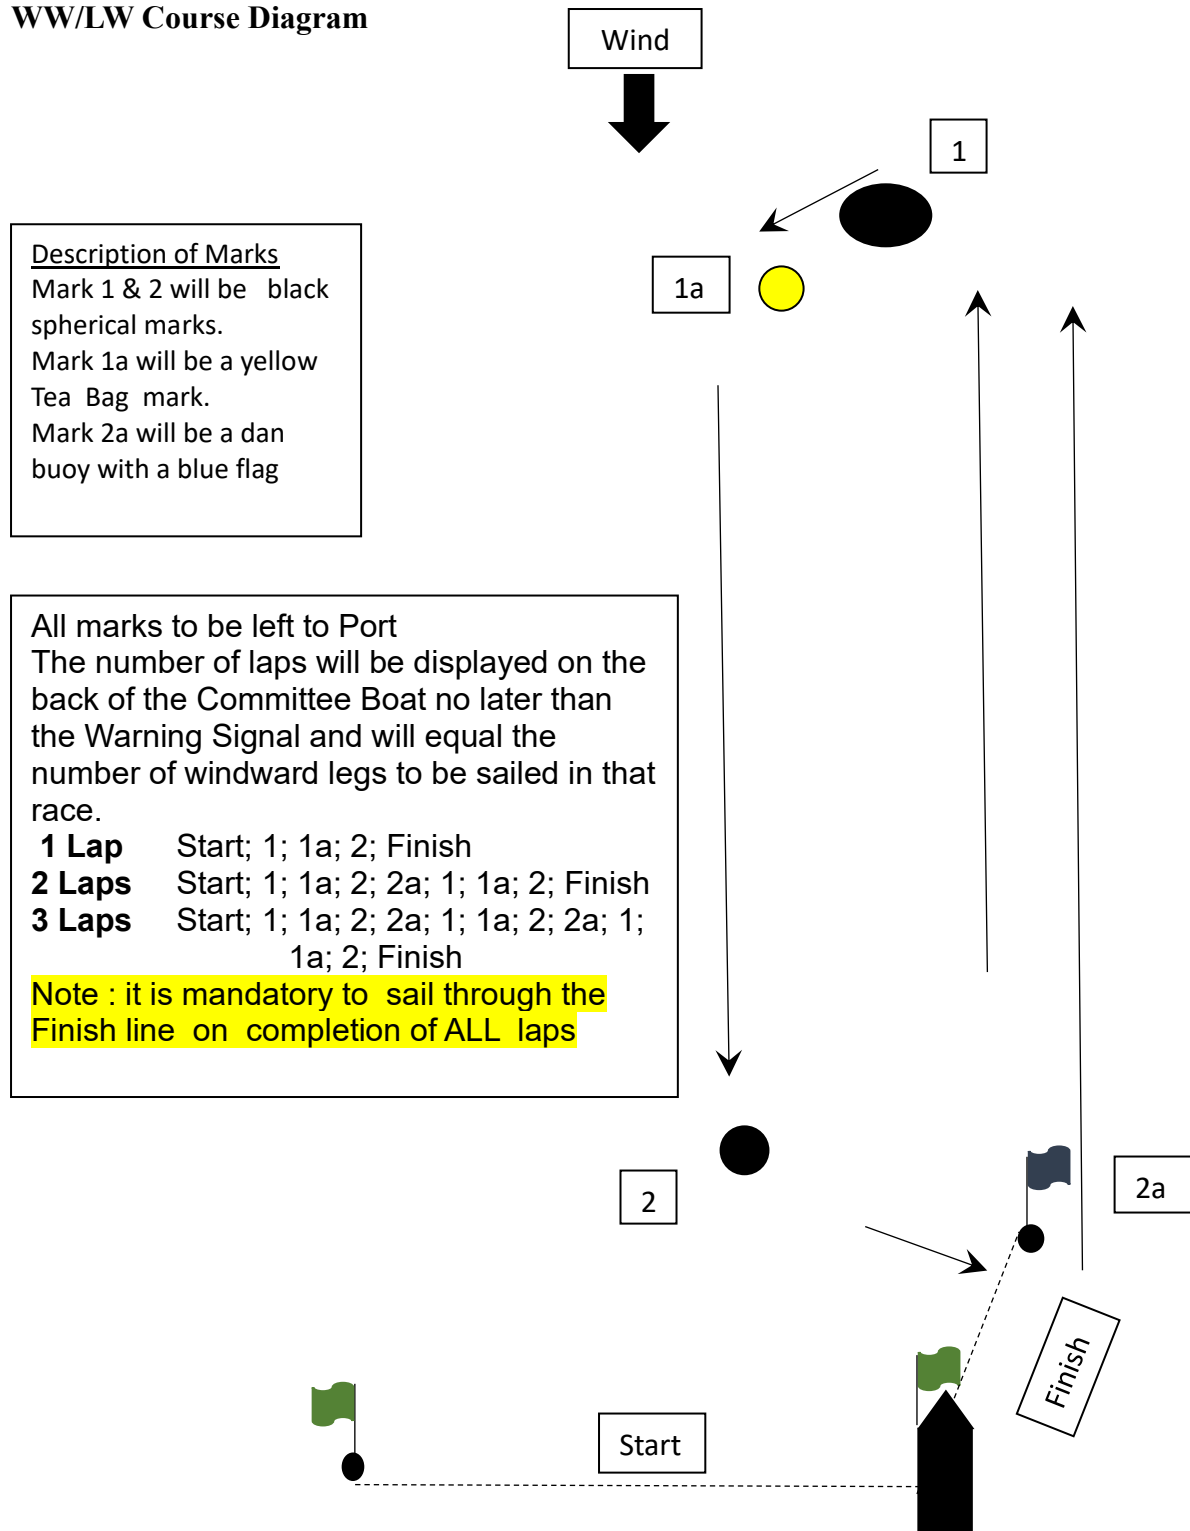 WW/LW Course Diagram
Wind
1
Description of Marks
Mark 1 & 2 will be black
spherical marks.
Mark 1a will be a yellow
Tea Bag mark.
Mark 2a will be a dan
buoy with a blue flag
1a
All marks to be left to Port
The number of laps will be displayed on the
back of the Committee Boat no later than
the Warning Signal and will equal the
number of windward legs to be sailed in that
race.
1 Lap Start; 1; 1a; 2; Finish
2 Laps Start; 1; 1a; 2; 2a; 1; 1a; 2; Finish
3 Laps Start; 1; 1a; 2; 2a; 1; 1a; 2; 2a; 1;
1a; 2; Finish
Note : it is mandatory to sail through the
Finish line on completion of ALL laps
2
2a
Finish
Start